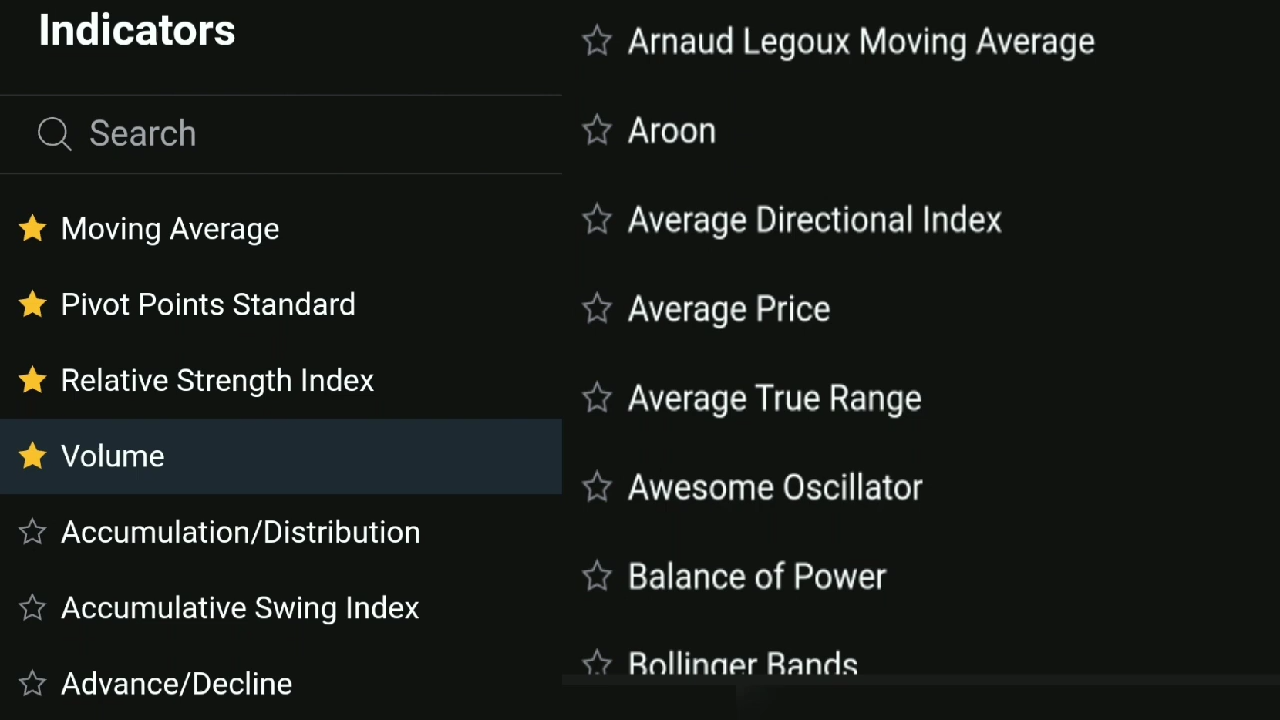 Indicators
Search
Moving Average
Pivot Points Standard
Relative Strength Index
Volume
Accumulation/Distribution
Accumulative Swing Index
Advance/Decline
Arnaud Legoux Moving Average
Aroon
Average Directional Index
Average Price
Average True Range
Awesome Oscillator
Balance of Power
Bollinger Bands